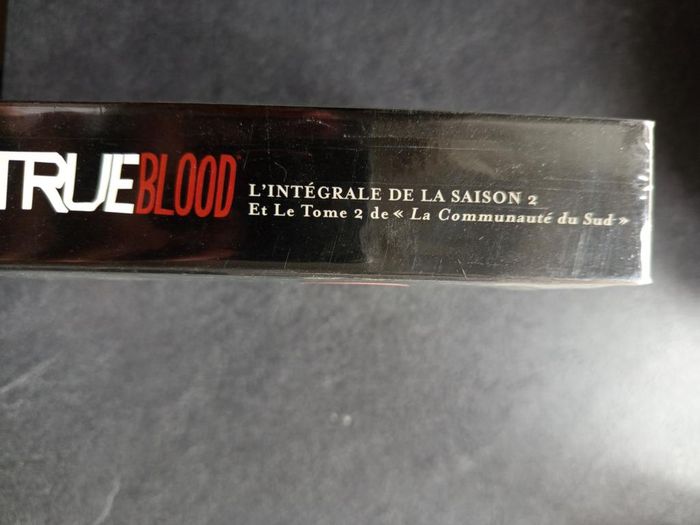 TRUEBLOOD
L'INTÉGRALE DE LA SAISON 2
Et Le Tome 2 de « La Communauté du Sud »